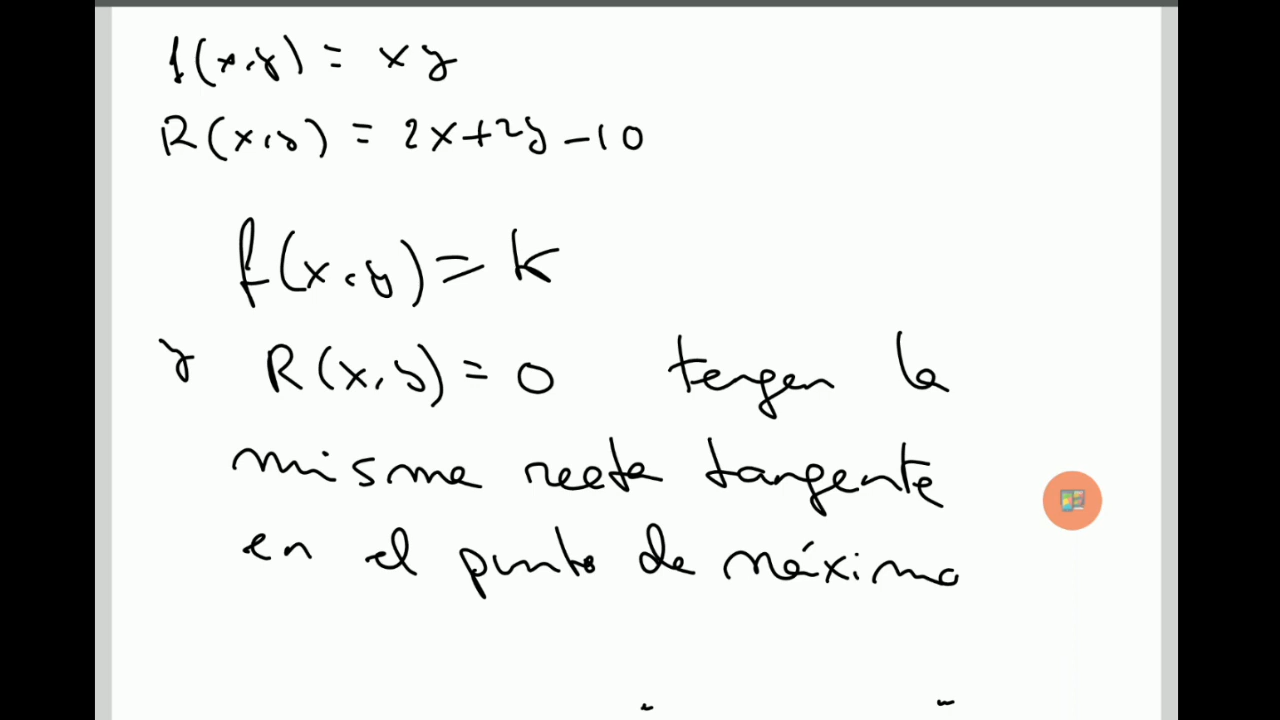 f(x,y) = xy
R(x,y) = 2x+2y-10
f(x,y) = k
y R(x,y) = 0 tengan la
misma recta tangente
en el punto de máximo